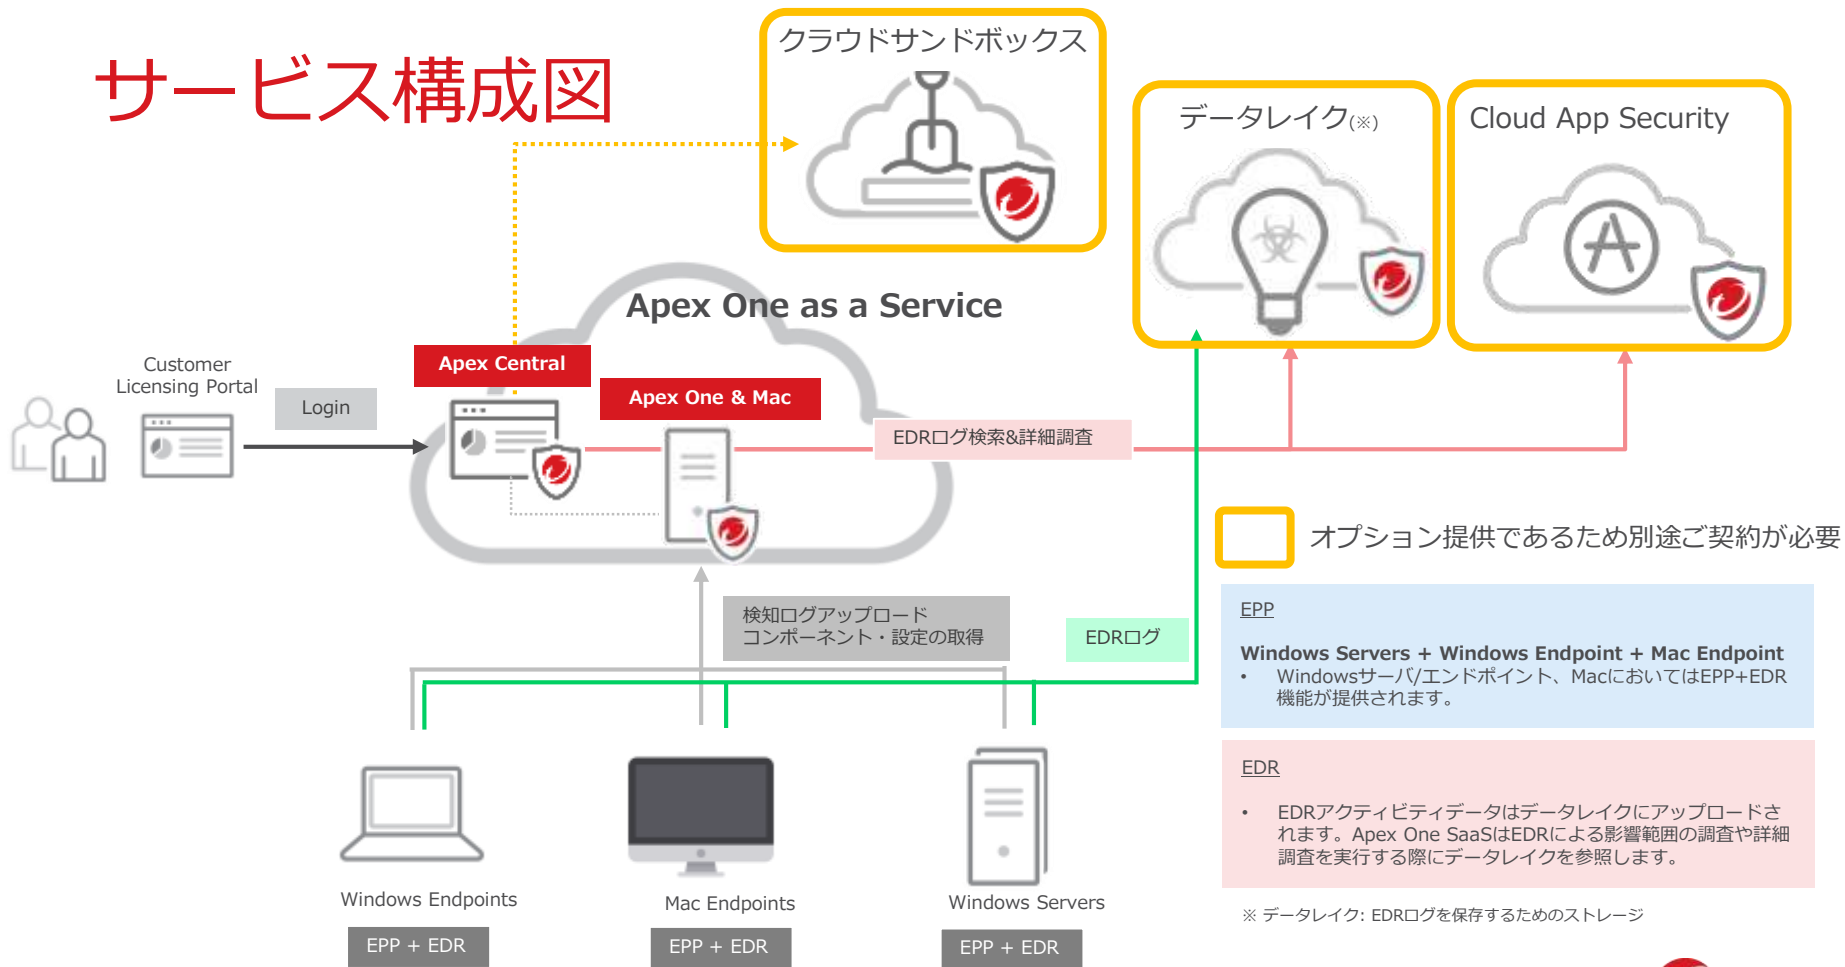 サービス構成図
クラウドサンドボックス
データレイク(※)
Cloud App Security
Apex One as a Service
Customer
Licensing Portal
Login
Apex Central
Apex One & Mac
EDRログ検索&詳細調査
オプション提供であるため別途ご契約が必要
検知ログアップロード
コンポーネント・設定の取得
EDRログ
EPP
Windows Servers + Windows Endpoint + Mac Endpoint
• Windowsサーバ/エンドポイント、MacにおいてはEPP+EDR
機能が提供されます。
EDR
• EDRアクティビティデータはデータレイクにアップロードさ
れます。Apex One SaaSはEDRによる影響範囲の調査や詳細
調査を実行する際にデータレイクを参照します。
※ データレイク: EDRログを保存するためのストレージ
Windows Endpoints
Mac Endpoints
Windows Servers
EPP + EDR
EPP + EDR
EPP + EDR